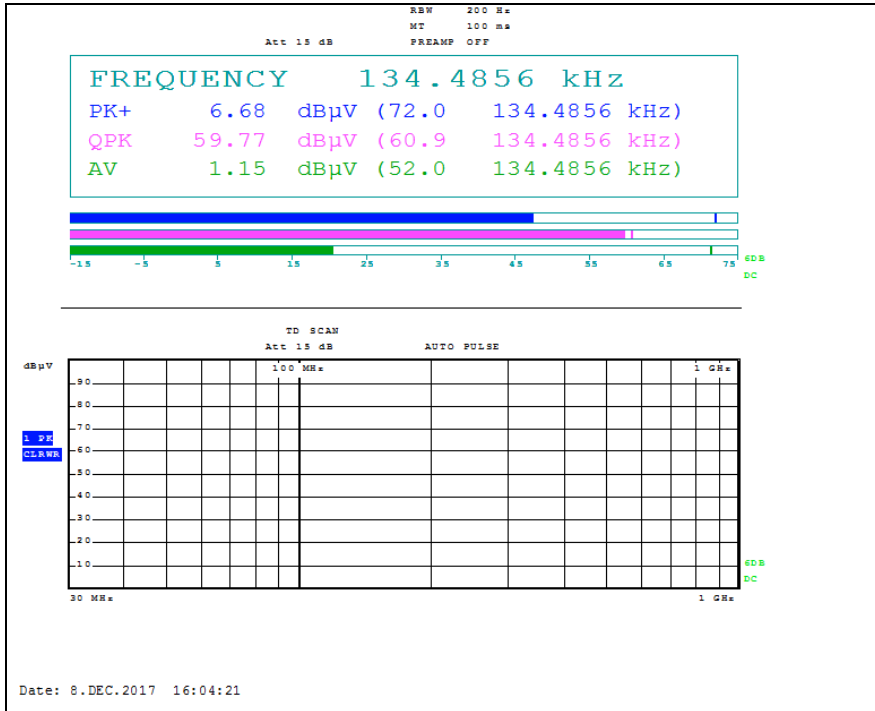 RBW 200 Hz
MT 100 ms
Att 15 dB PREAMP OFF
FREQUENCY 134.4856 kHz
PK+ 6.68 dBµV (72.0 134.4856 kHz)
QPK 59.77 dBµV (60.9 134.4856 kHz)
AV 1.15 dBµV (52.0 134.4856 kHz)
-15 -5 5 15 25 35 45 55 65 75
6DB
DC
TD SCAN
Att 15 dB AUTO PULSE
dBµV
100 MHz 1 GHz
90
80
70
1 PK
CLRWR
60
50
40
30
20
10
6DB
DC
30 MHz 1 GHz
Date: 8.DEC.2017 16:04:21